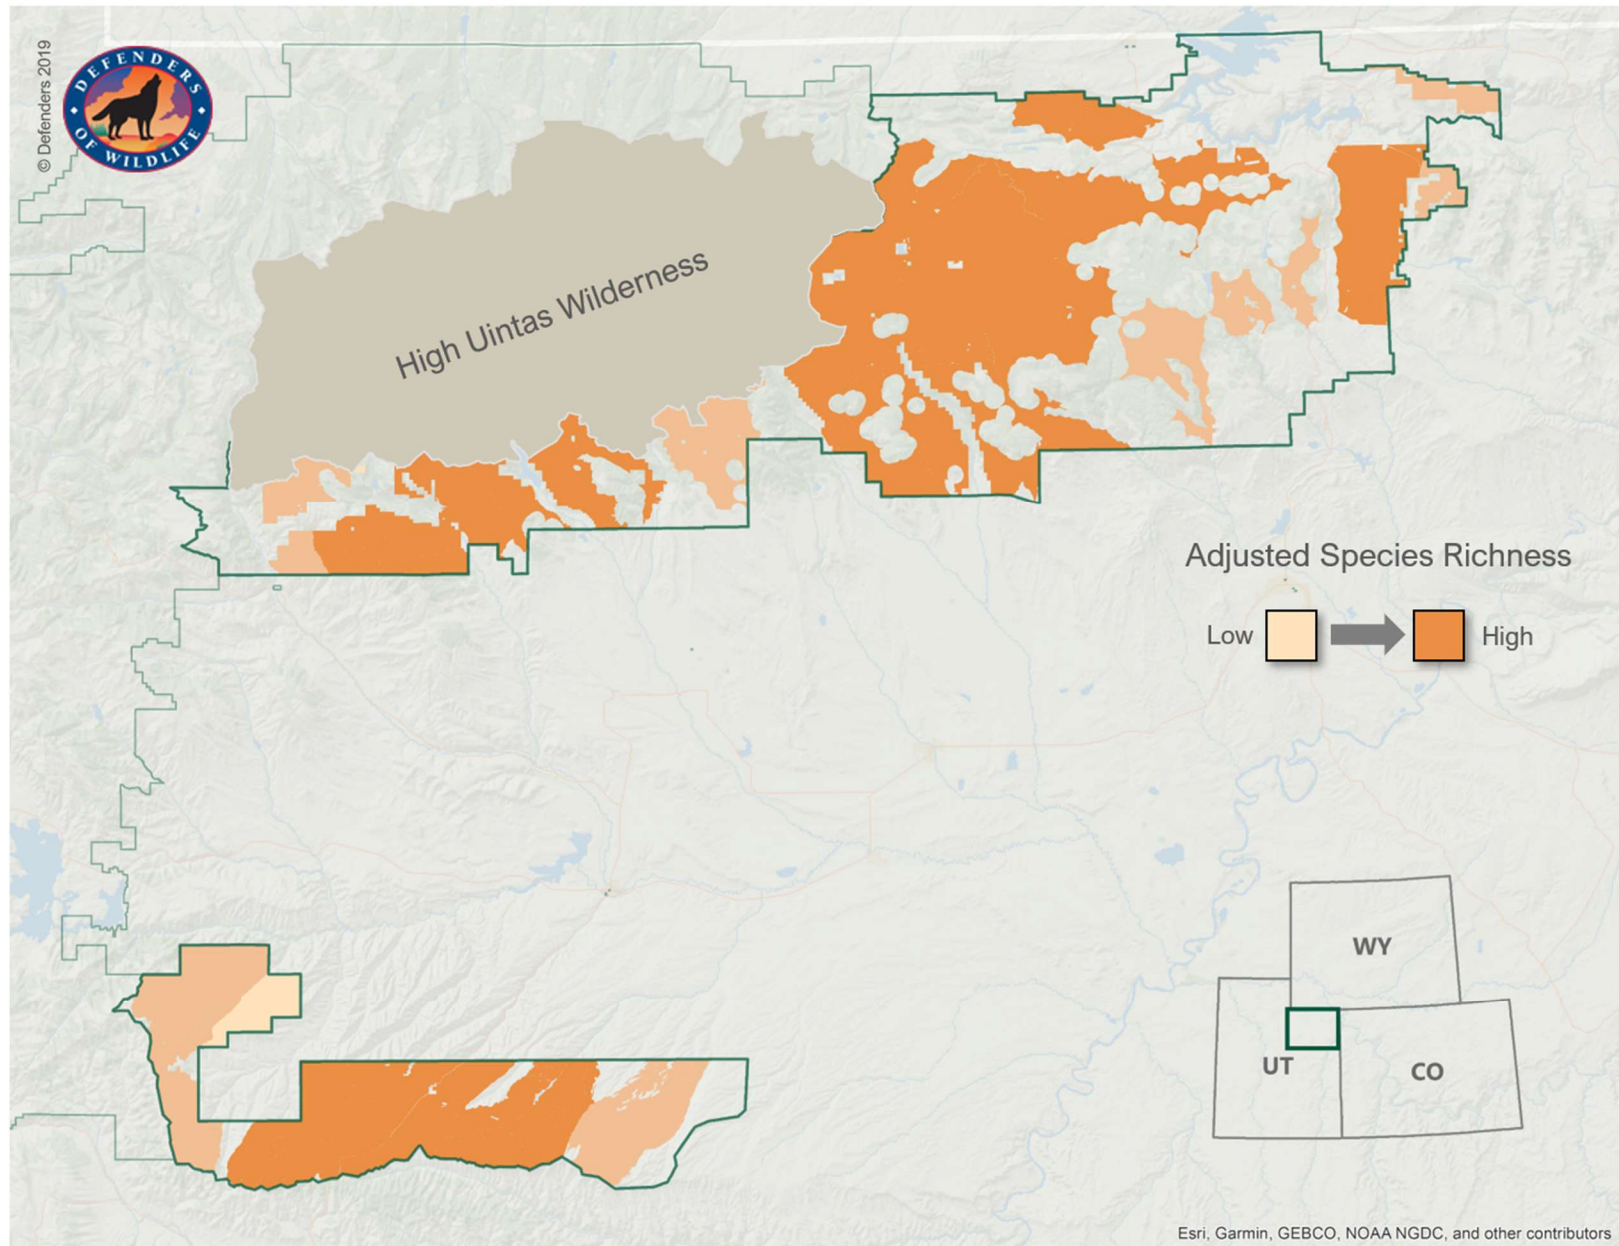 © Defenders 2019
DEFENDERS
OF WILDLIFE
High Uintas Wilderness
Adjusted Species Richness
Low
High
WY
UT
CO
Esri, Garmin, GEBCO, NOAA NGDC, and other contributors